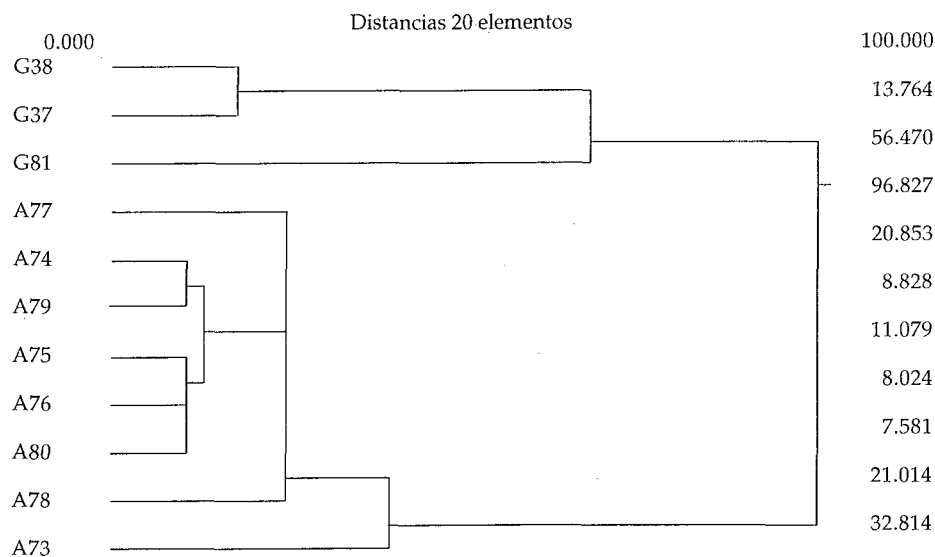 Distancias 20 elementos
0.000 100.000
G38
13.764
G37
56.470
G81
96.827
A77
20.853
A74
8.828
A79
11.079
A75
8.024
A76
7.581
A80
21.014
A78
32.814
A73